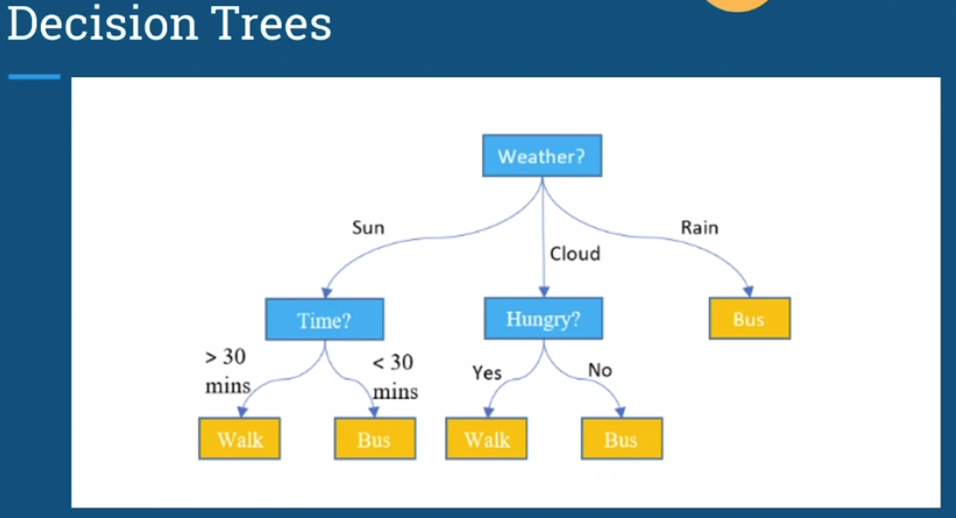 Decision Trees
Weather?
Sun
Cloud
Rain
Time?
Hungry?
Bus
> 30
mins
< 30
mins
Yes
No
Walk
Bus
Walk
Bus